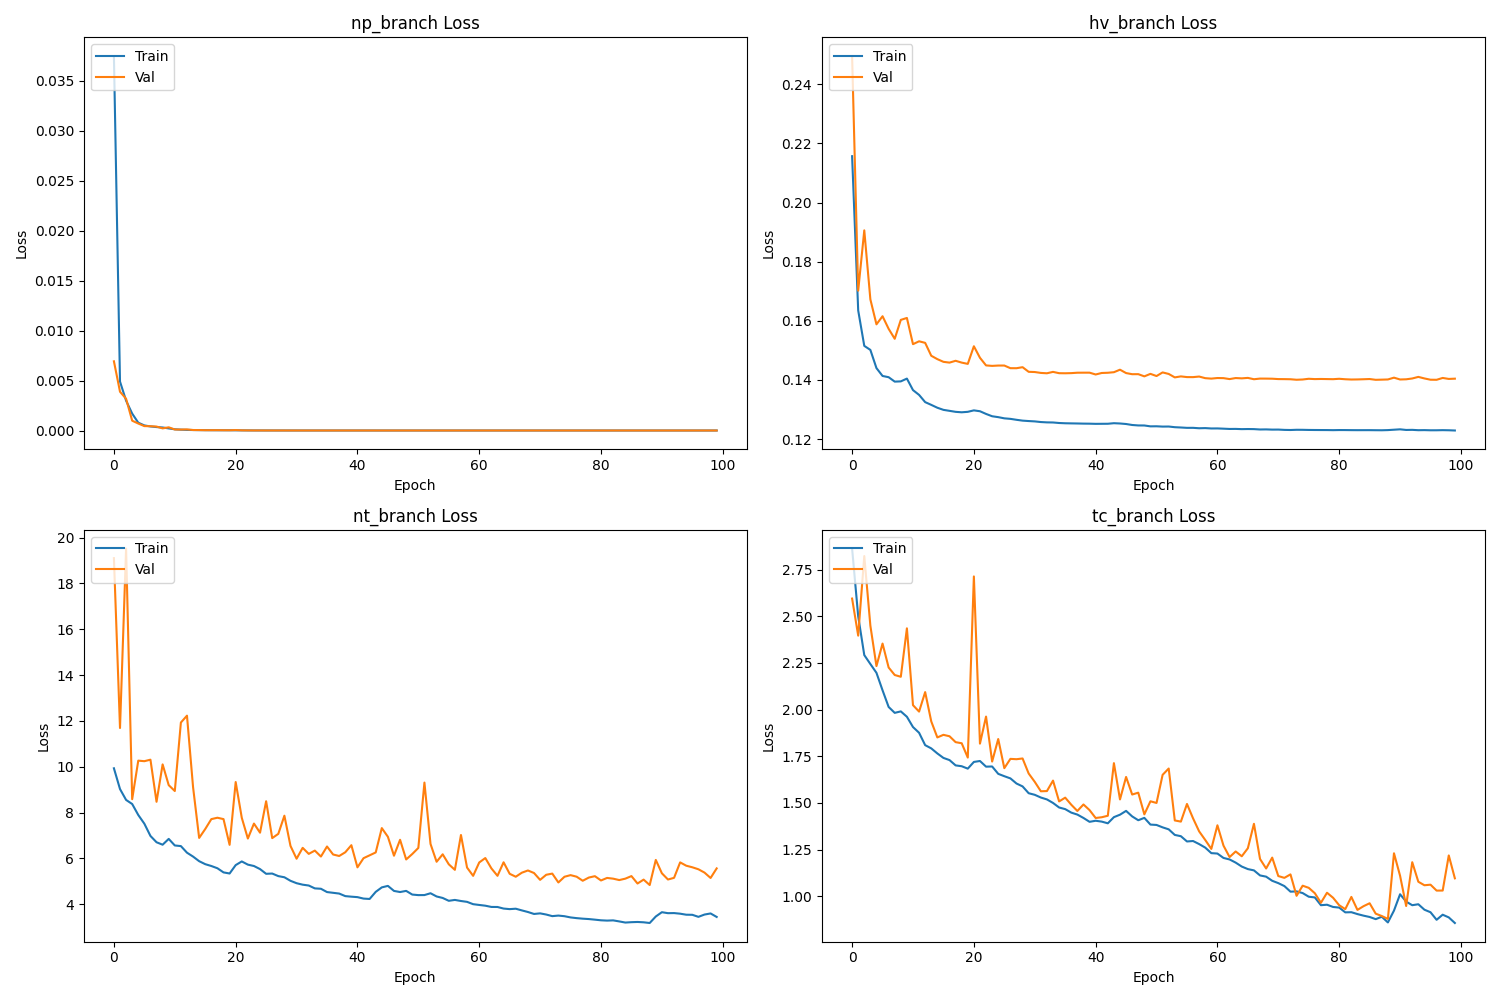 np_branch Loss
Train
Val
Loss
0.035
0.030
0.025
0.020
0.015
0.010
0.005
0.000
0 20 40 60 80 100
Epoch
hv_branch Loss
Train
Val
Loss
0.24
0.22
0.20
0.18
0.16
0.14
0.12
0 20 40 60 80 100
Epoch
nt_branch Loss
Train
Val
Loss
20
18
16
14
12
10
8
6
4
0 20 40 60 80 100
Epoch
tc_branch Loss
Train
Val
Loss
2.75
2.50
2.25
2.00
1.75
1.50
1.25
1.00
0 20 40 60 80 100
Epoch